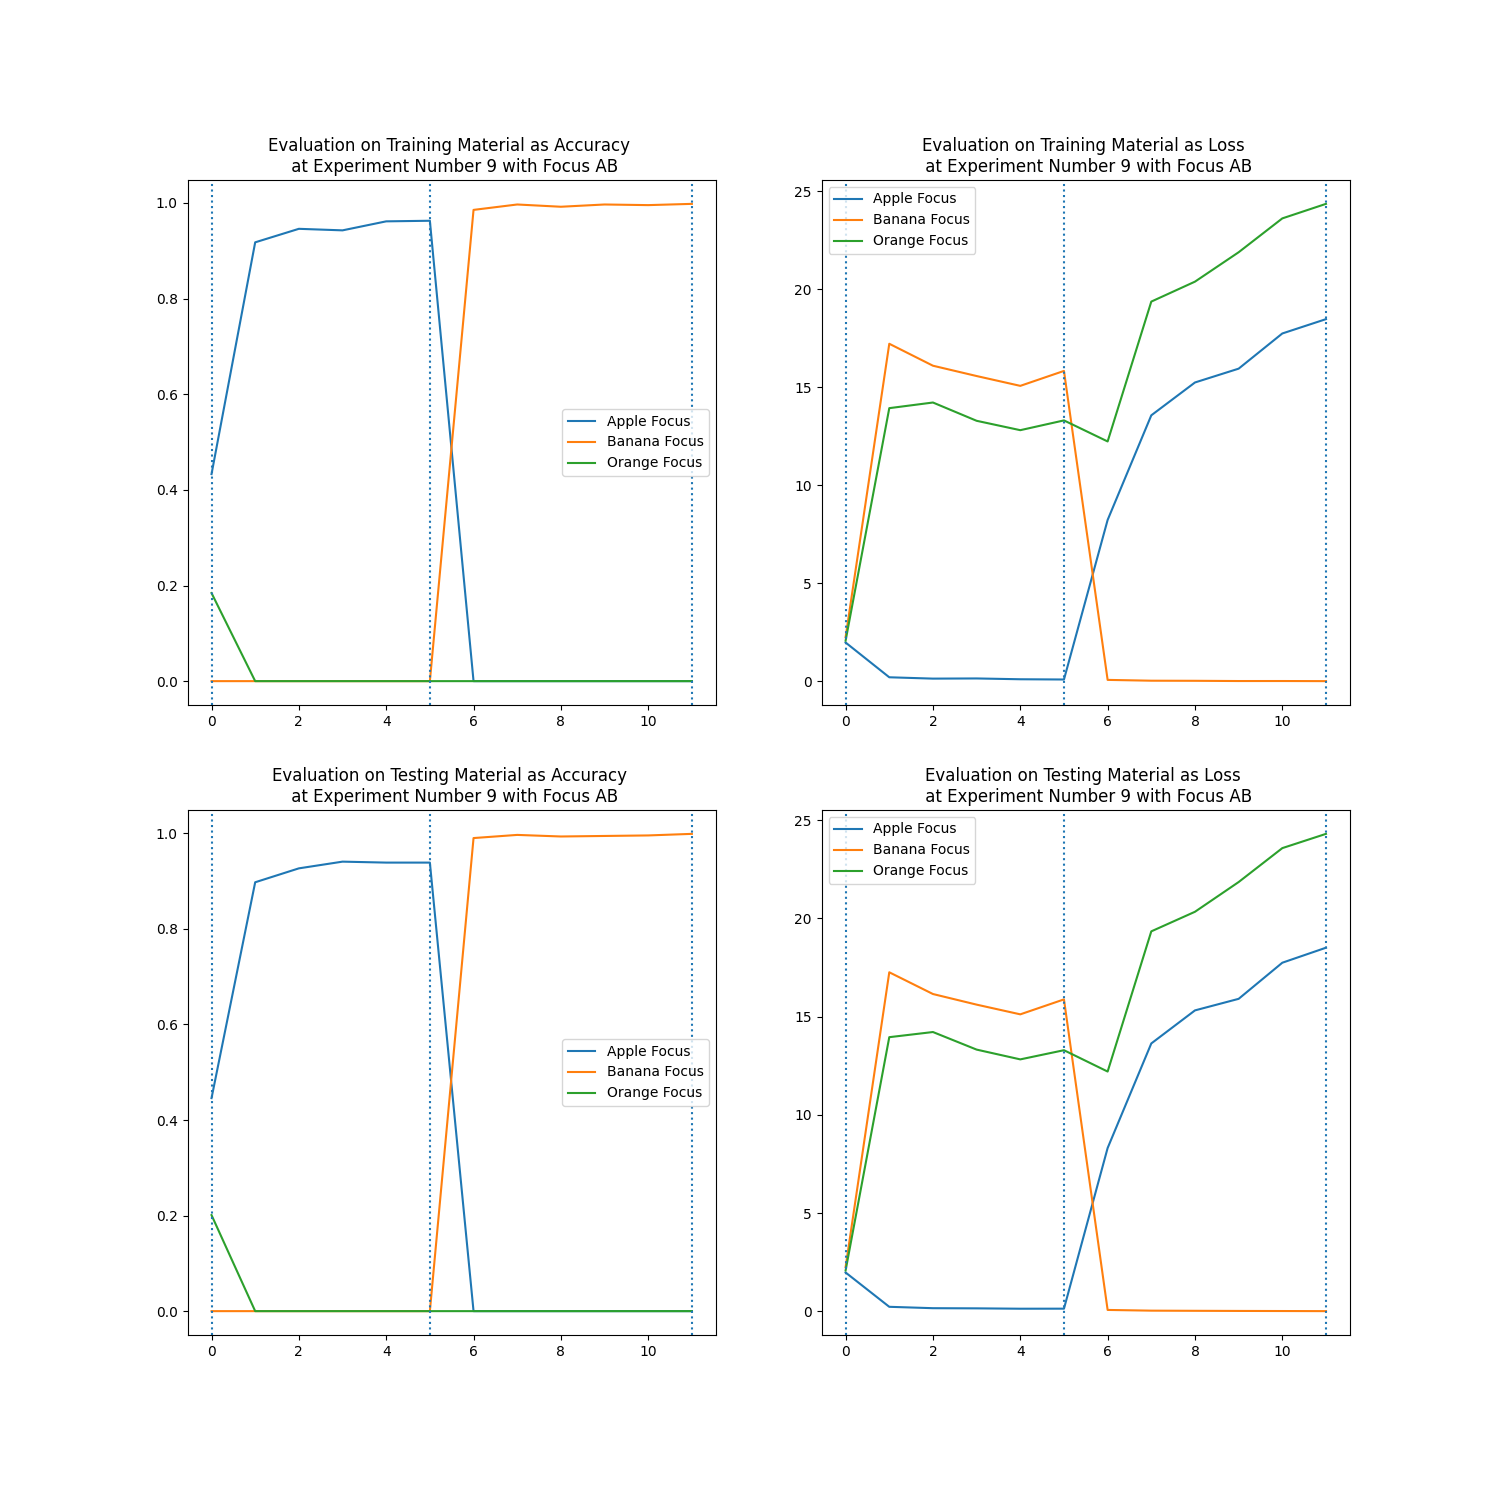 Evaluation on Training Material as Accuracy
at Experiment Number 9 with Focus AB
1.0
0.8
0.6
0.4
0.2
0.0
0 2 4 6 8 10
Apple Focus
Banana Focus
Orange Focus
Evaluation on Training Material as Loss
at Experiment Number 9 with Focus AB
25
20
15
10
5
0
0 2 4 6 8 10
Apple Focus
Banana Focus
Orange Focus
Evaluation on Testing Material as Accuracy
at Experiment Number 9 with Focus AB
1.0
0.8
0.6
0.4
0.2
0.0
0 2 4 6 8 10
Apple Focus
Banana Focus
Orange Focus
Evaluation on Testing Material as Loss
at Experiment Number 9 with Focus AB
25
20
15
10
5
0
0 2 4 6 8 10
Apple Focus
Banana Focus
Orange Focus